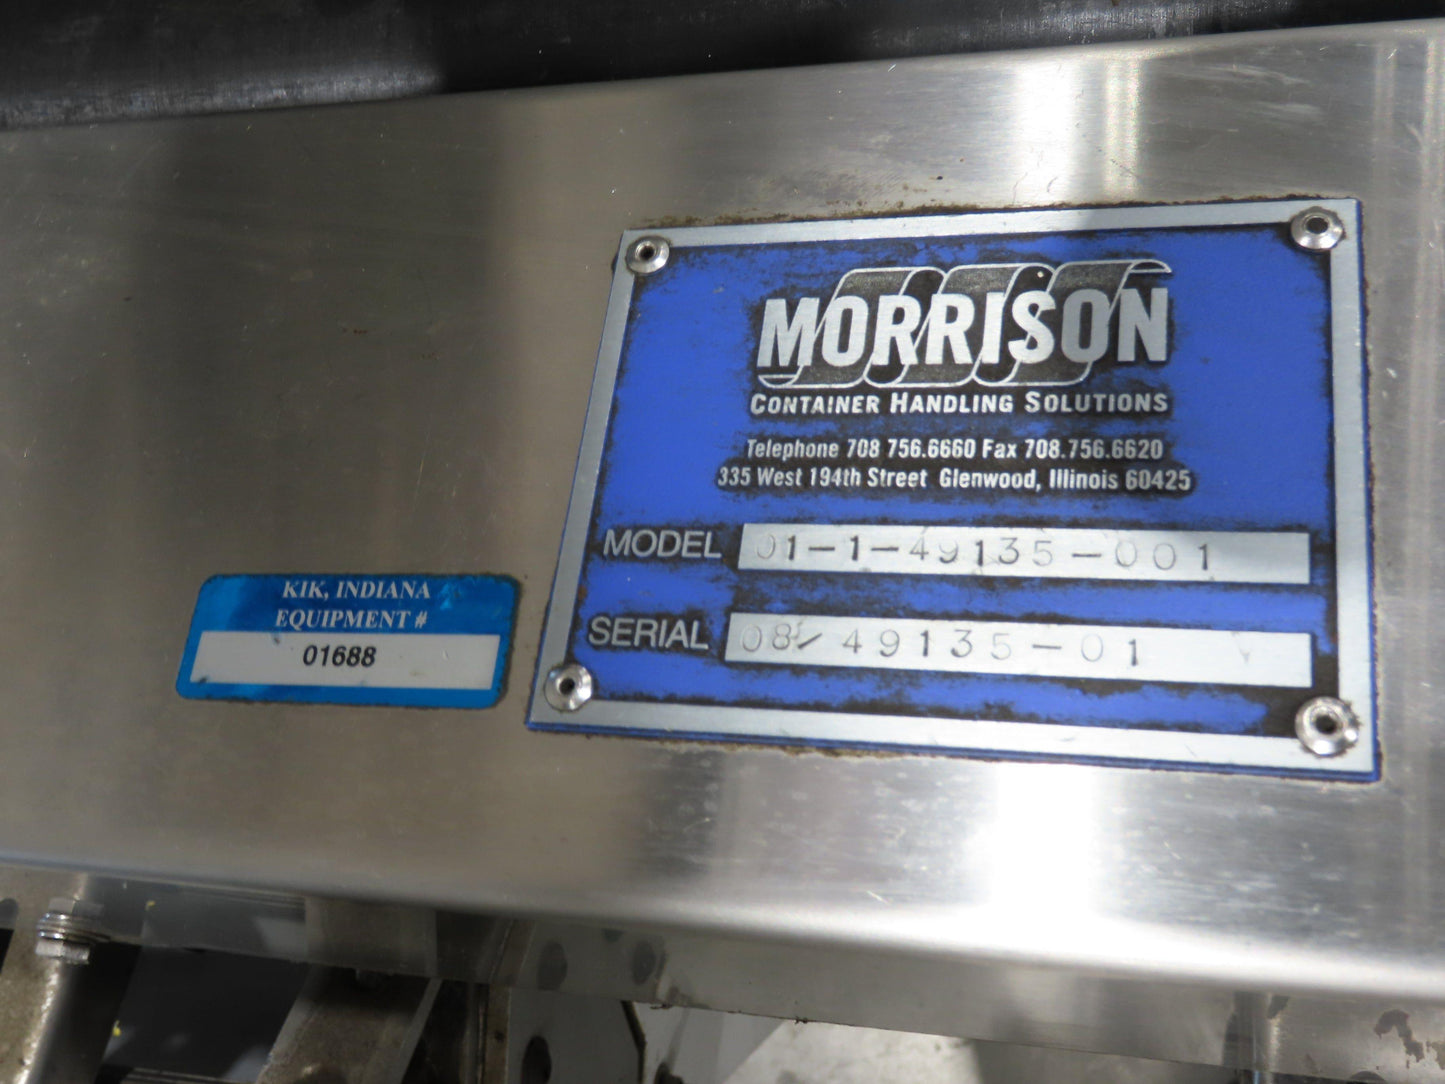 MORRISON
CONTAINER HANDLING SOLUTIONS
Telephone 708 756.6660 Fax 708.756.6620
335 West 194th Street Glenwood, Illinois 60425
MODEL 01-1-49135-001
SERIAL 08/49135-01
KIK, INDIANA
EQUIPMENT #
01688